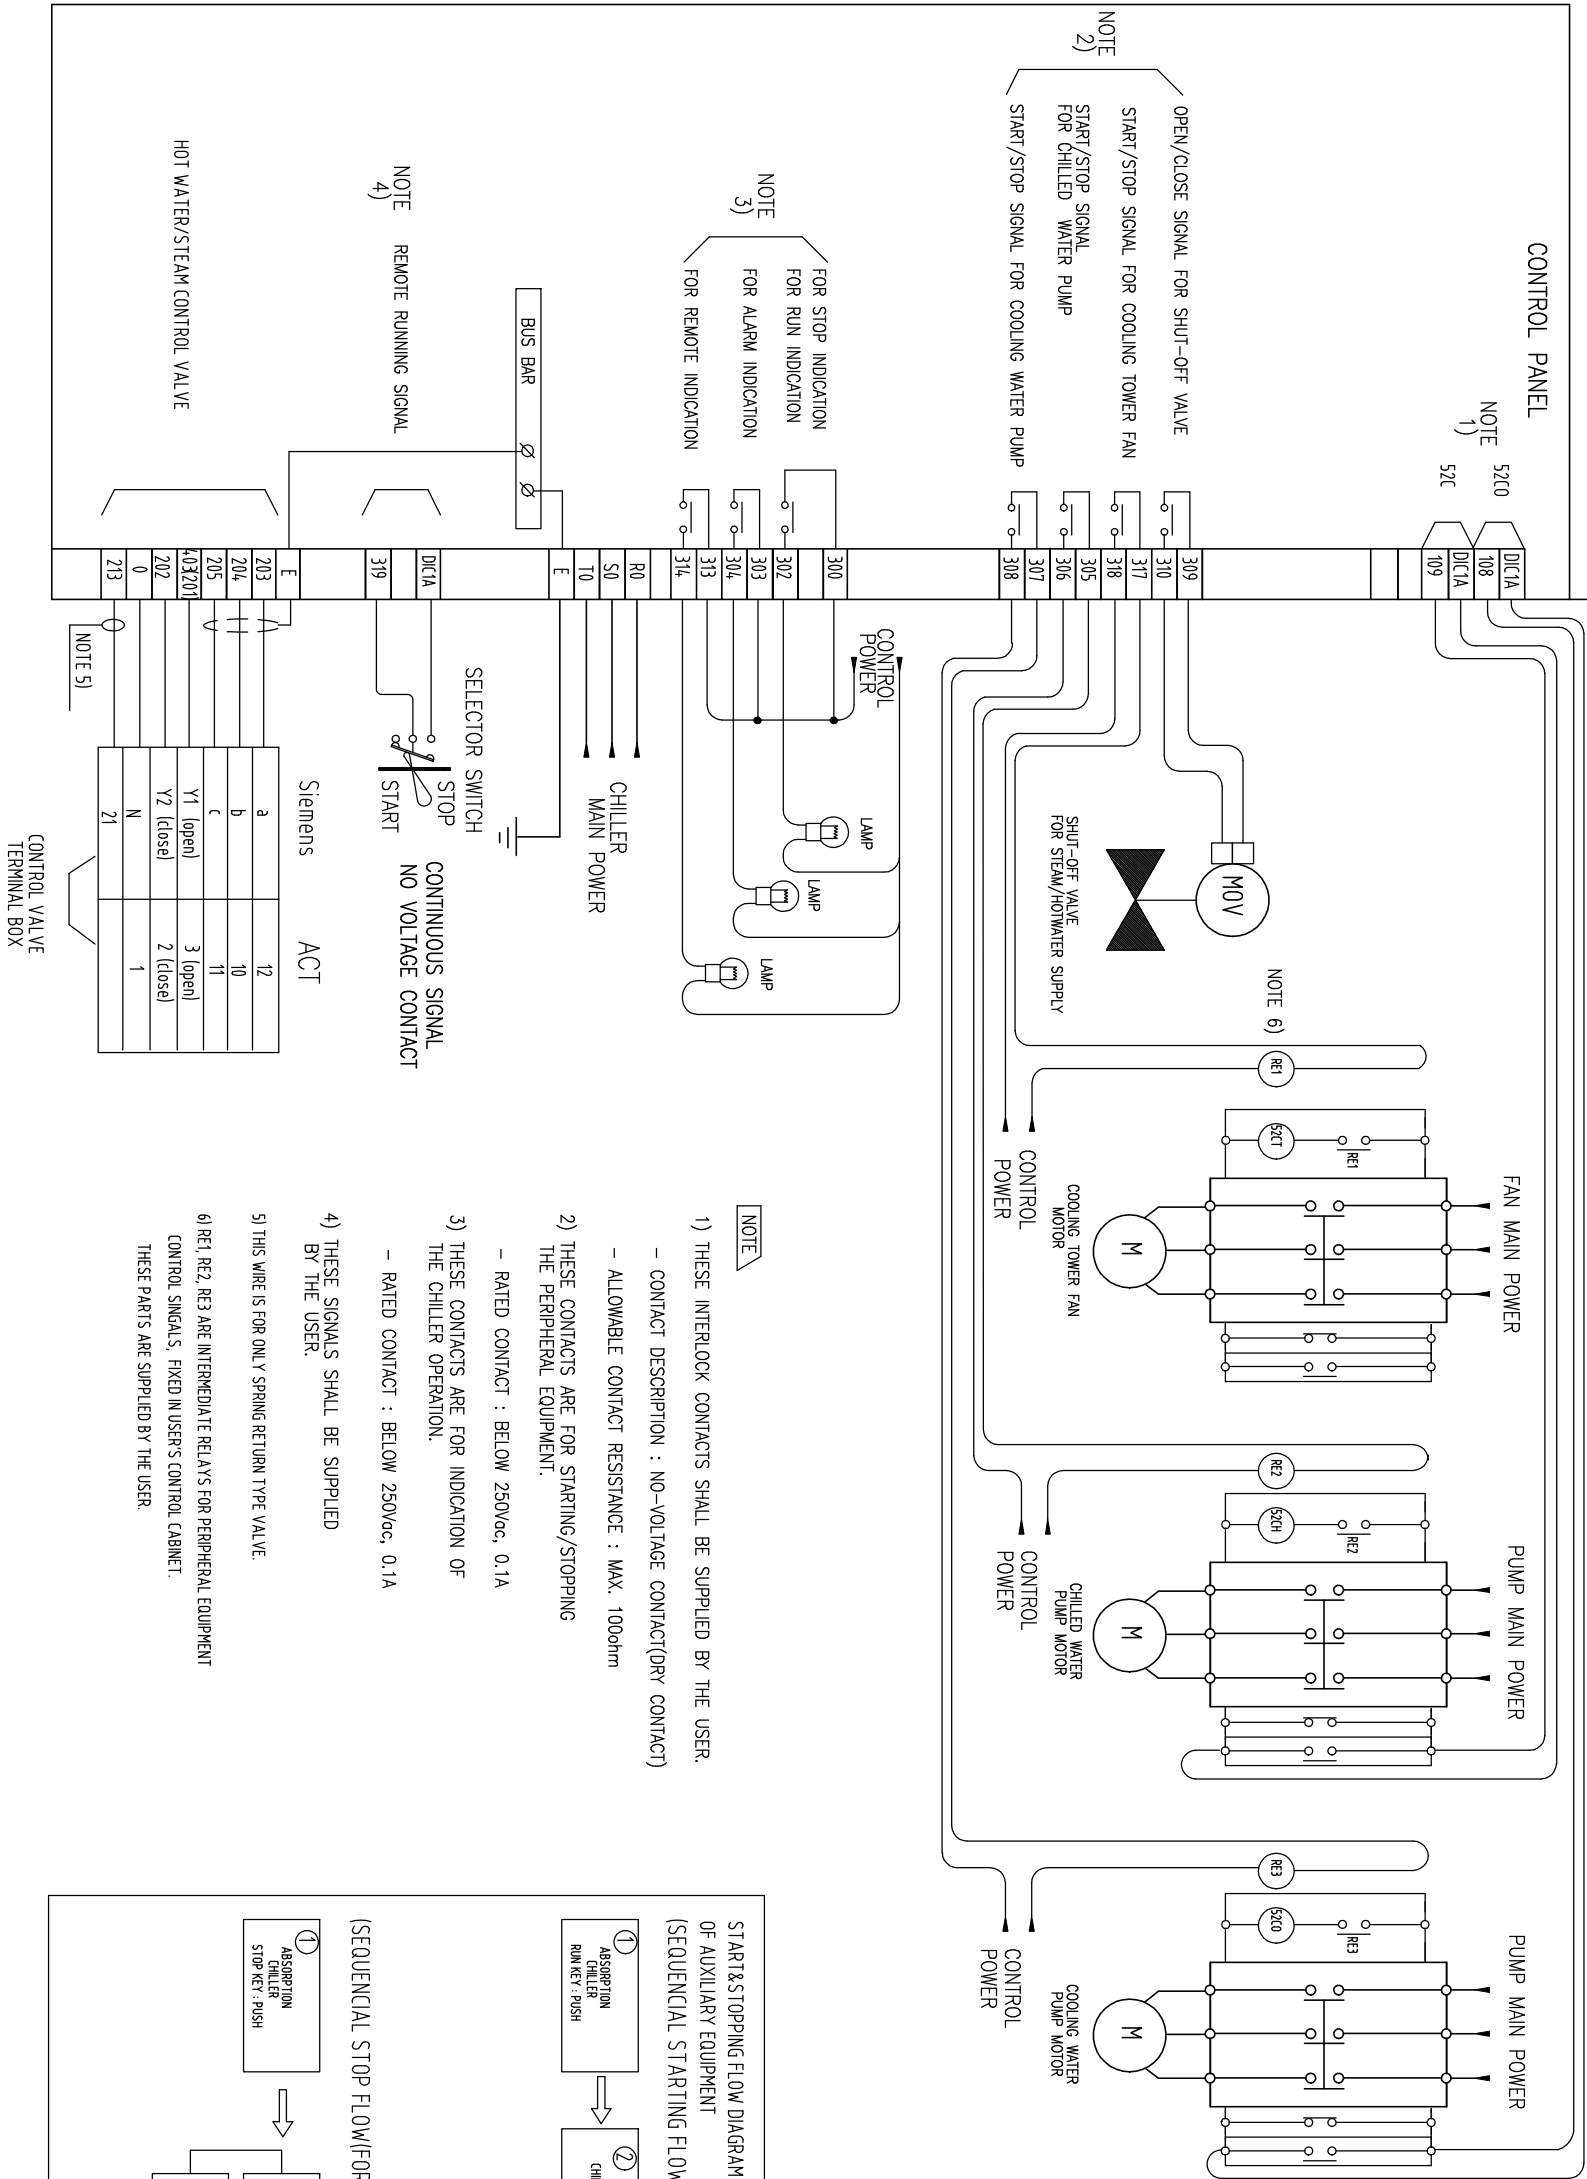 CONTROL PANEL
NOTE
1)
52CO
52C
DIC1A
108
DIC1A
109
NOTE
2)
OPEN/CLOSE SIGNAL FOR SHUT-OFF VALVE
START/STOP SIGNAL FOR COOLING TOWER FAN
START/STOP SIGNAL
FOR CHILLED WATER PUMP
START/STOP SIGNAL FOR COOLING WATER PUMP
309
310
317
318
305
306
307
308
NOTE
3)
FOR STOP INDICATION
FOR RUN INDICATION
FOR ALARM INDICATION
FOR REMOTE INDICATION
300
302
303
304
313
314
R0
S0
T0
E
BUS BAR
NOTE
4)
REMOTE RUNNING SIGNAL
DIC1A
319
HOT WATER/STEAM CONTROL VALVE
E
203
204
205
403(201)
202
0
213
FAN MAIN POWER
PUMP MAIN POWER
PUMP MAIN POWER
MOV
SHUT-OFF VALVE
FOR STEAM/HOTWATER SUPPLY
NOTE 6)
RE1
52CT
RE1
M
COOLING TOWER FAN
MOTOR
CONTROL
POWER
RE2
52CH
RE2
M
CHILLED WATER
PUMP MOTOR
CONTROL
POWER
RE3
52CO
RE3
M
COOLING WATER
PUMP MOTOR
CONTROL
POWER
CONTROL
POWER
LAMP
LAMP
LAMP
CHILLER
MAIN POWER
SELECTOR SWITCH
STOP
START
CONTINUOUS SIGNAL
NO VOLTAGE CONTACT
NOTE 5)
Siemens ACT
a 12
b 10
c 11
Y1 (open) 3 (open)
Y2 (close) 2 (close)
N 1
21
CONTROL VALVE
TERMINAL BOX
NOTE
1) THESE INTERLOCK CONTACTS SHALL BE SUPPLIED BY THE USER.
- CONTACT DESCRIPTION : NO-VOLTAGE CONTACT(DRY CONTACT)
- ALLOWABLE CONTACT RESISTANCE : MAX. 100ohm
2) THESE CONTACTS ARE FOR STARTING/STOPPING
THE PERIPHERAL EQUIPMENT.
- RATED CONTACT : BELOW 250Vac, 0.1A
3) THESE CONTACTS ARE FOR INDICATION OF
THE CHILLER OPERATION.
- RATED CONTACT : BELOW 250Vac, 0.1A
4) THESE SIGNALS SHALL BE SUPPLIED
BY THE USER.
5) THIS WIRE IS FOR ONLY SPRING RETURN TYPE VALVE.
6) RE1, RE2, RE3 ARE INTERMEDIATE RELAYS FOR PERIPHERAL EQUIPMENT
CONTROL SINGALS, FIXED IN USER'S CONTROL CABINET.
THESE PARTS ARE SUPPLIED BY THE USER.
START&STOPPING FLOW DIAGRAM
OF AUXILIARY EQUIPMENT
(SEQUENCIAL STARTING FLOW
1
ABSORPTION
CHILLER
RUN KEY : PUSH
2
CHI
(SEQUENCIAL STOP FLOW(FOR
1
ABSORPTION
CHILLER
STOP KEY : PUSH